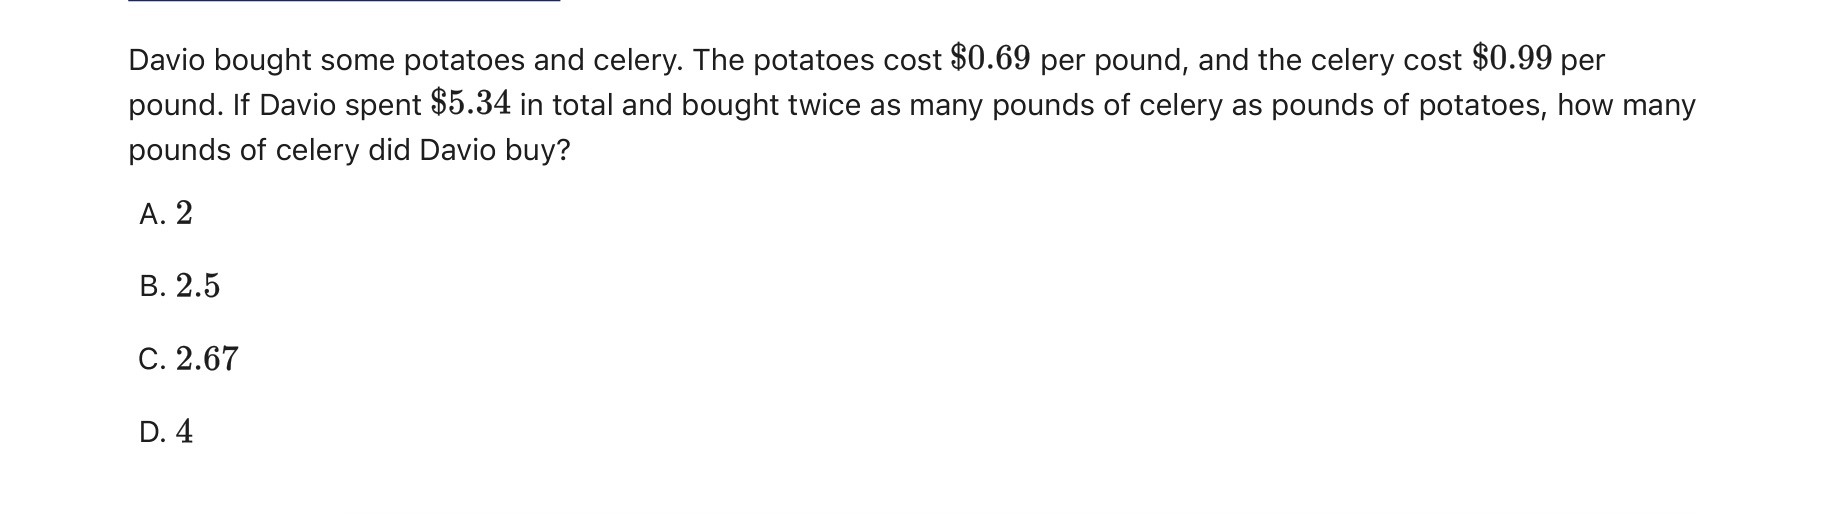 Davio bought some potatoes and celery. The potatoes cost $0.69 per pound, and the celery cost $0.99 per
pound. If Davio spent $5.34 in total and bought twice as many pounds of celery as pounds of potatoes, how many
pounds of celery did Davio buy?
A. 2
B. 2.5
C. 2.67
D. 4